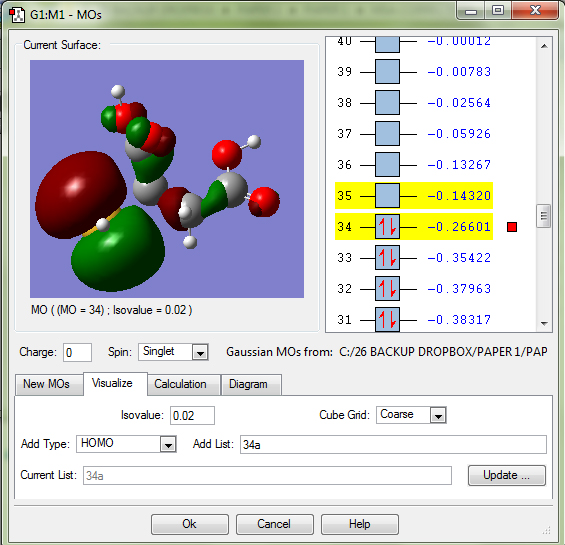 G1:M1 - MOs
Current Surface:
MO ( (MO = 34) ; Isovalue = 0.02 )
40 -0.00012
39 -0.00783
38 -0.02564
37 -0.05926
36 -0.13267
35 -0.14320
34 -0.26601
33 -0.35422
32 -0.37963
31 -0.38317
Charge: 0 Spin: Singlet Gaussian MOs from: C:/26 BACKUP DROPBOX/PAPER 1/PAP
New MOs Visualize Calculation Diagram
Isovalue: 0.02 Cube Grid: Coarse
Add Type: HOMO Add List: 34a
Current List: 34a Update ...
Ok Cancel Help